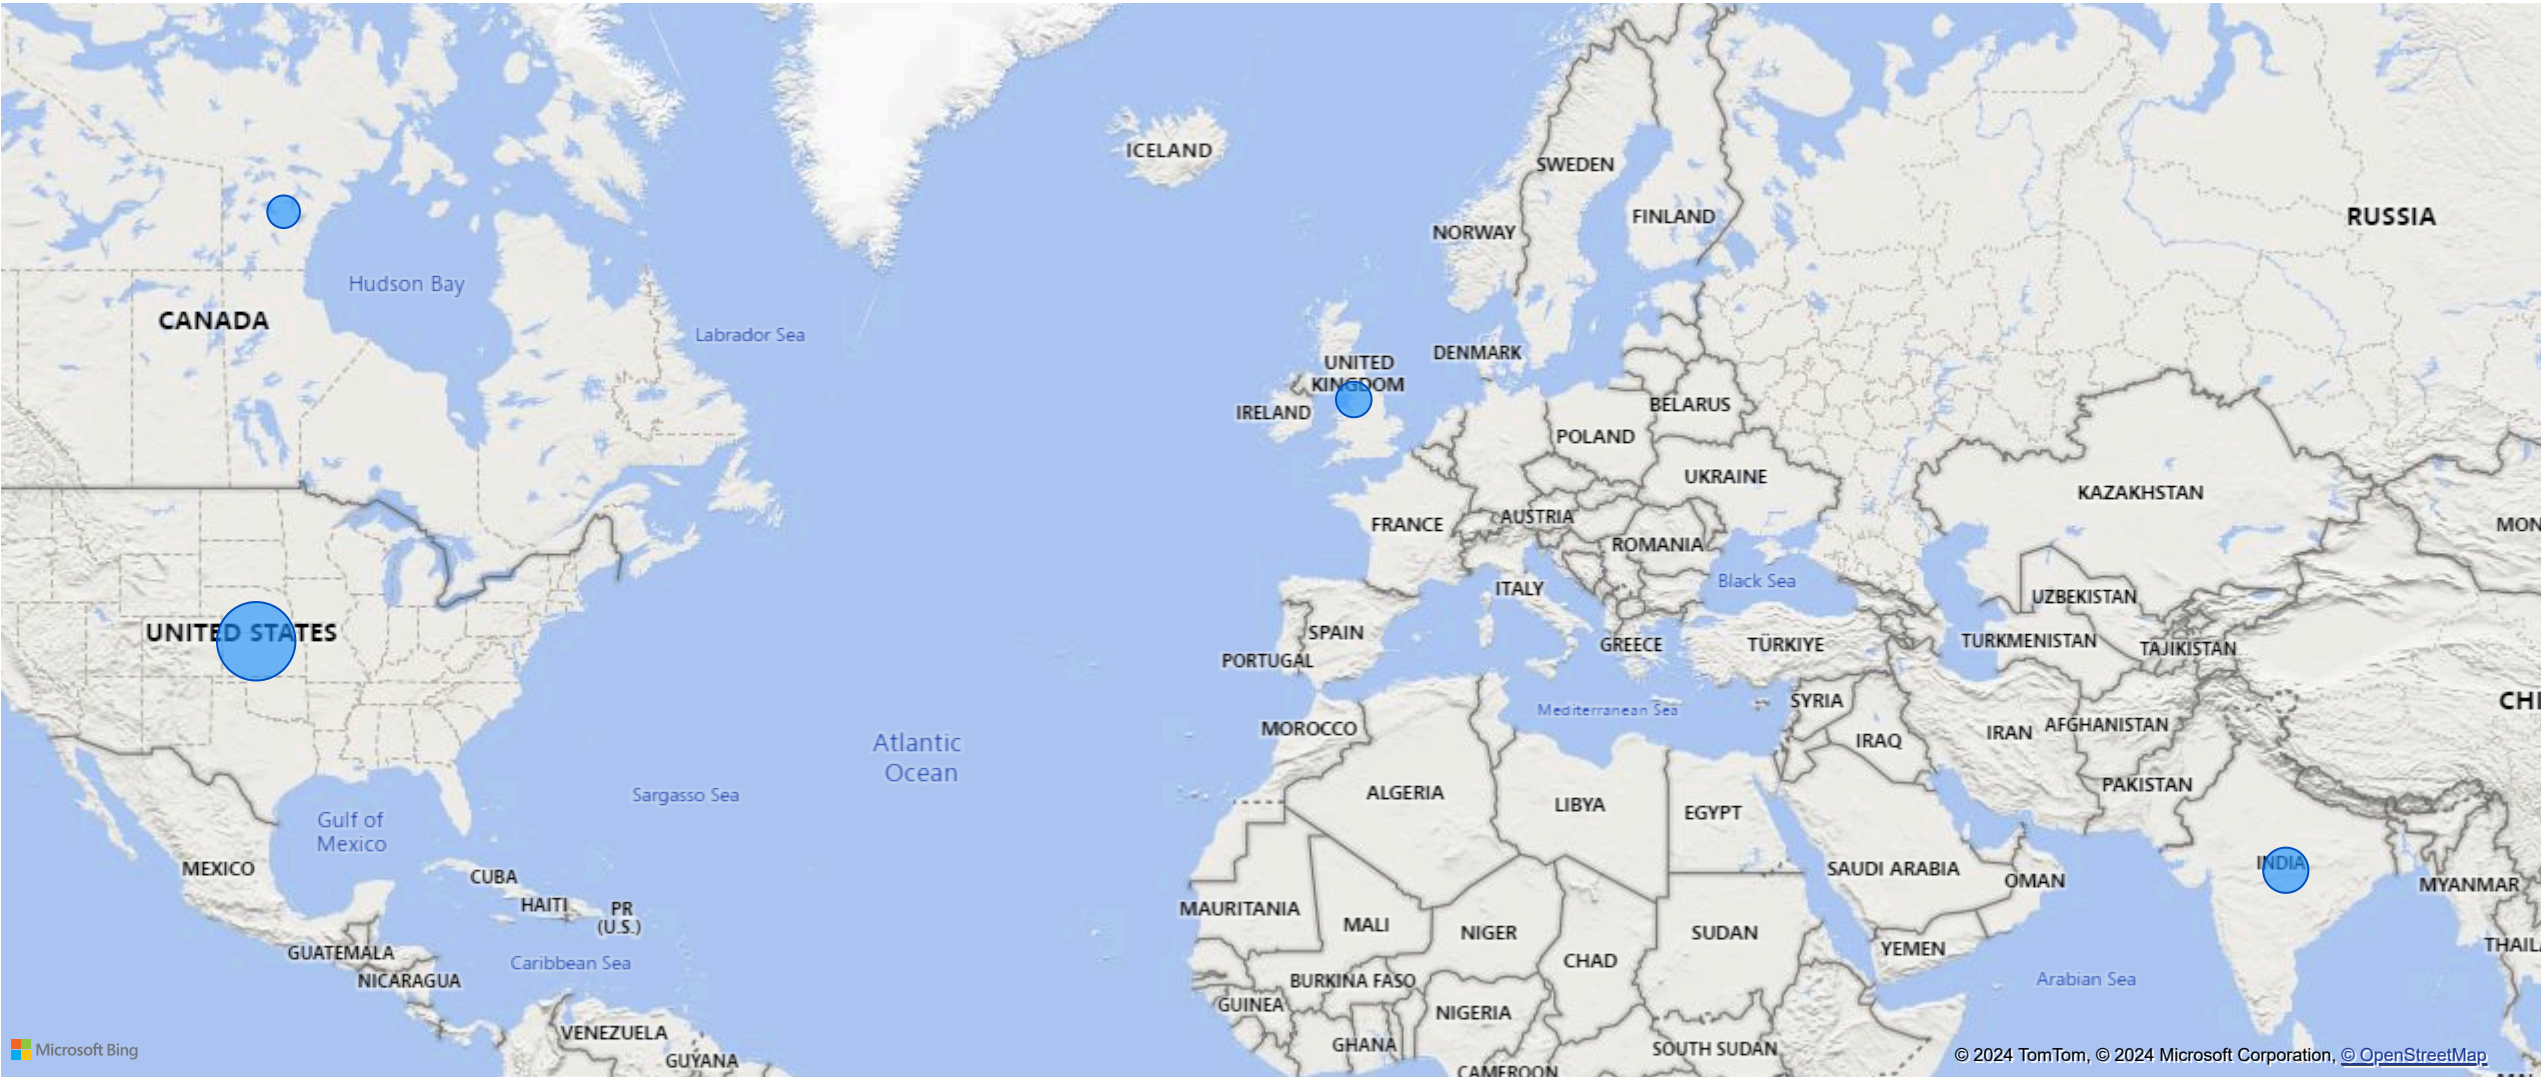 ICELAND
SWEDEN
FINLAND
RUSSIA
NORWAY
Hudson Bay
CANADA
Labrador Sea
UNITED
KINGDOM
DENMARK
IRELAND
BELARUS
POLAND
UKRAINE
KAZAKHSTAN
FRANCE
AUSTRIA
MON
ROMANIA
Black Sea
ITALY
UZBEKISTAN
UNITED STATES
SPAIN
GREECE
TÜRKIYE
TURKMENISTAN
TAJIKISTAN
PORTUGAL
SYRIA
CHI
Mediterranean Sea
MOROCCO
IRAQ
IRAN
AFGHANISTAN
Atlantic
Ocean
PAKISTAN
Sargasso Sea
ALGERIA
LIBYA
EGYPT
Gulf of
Mexico
MEXICO
CUBA
SAUDI ARABIA
OMAN
INDIA
MYANMAR
HAITI
PR
(U.S.)
MAURITANIA
MALI
NIGER
SUDAN
GUATEMALA
NICARAGUA
Caribbean Sea
CHAD
YEMEN
THAILA
BURKINA FASO
Arabian Sea
GUINEA
NIGERIA
VENEZUELA
GUYANA
GHANA
SOUTH SUDAN
CAMEROON
Microsoft Bing
© 2024 TomTom, © 2024 Microsoft Corporation, © OpenStreetMap